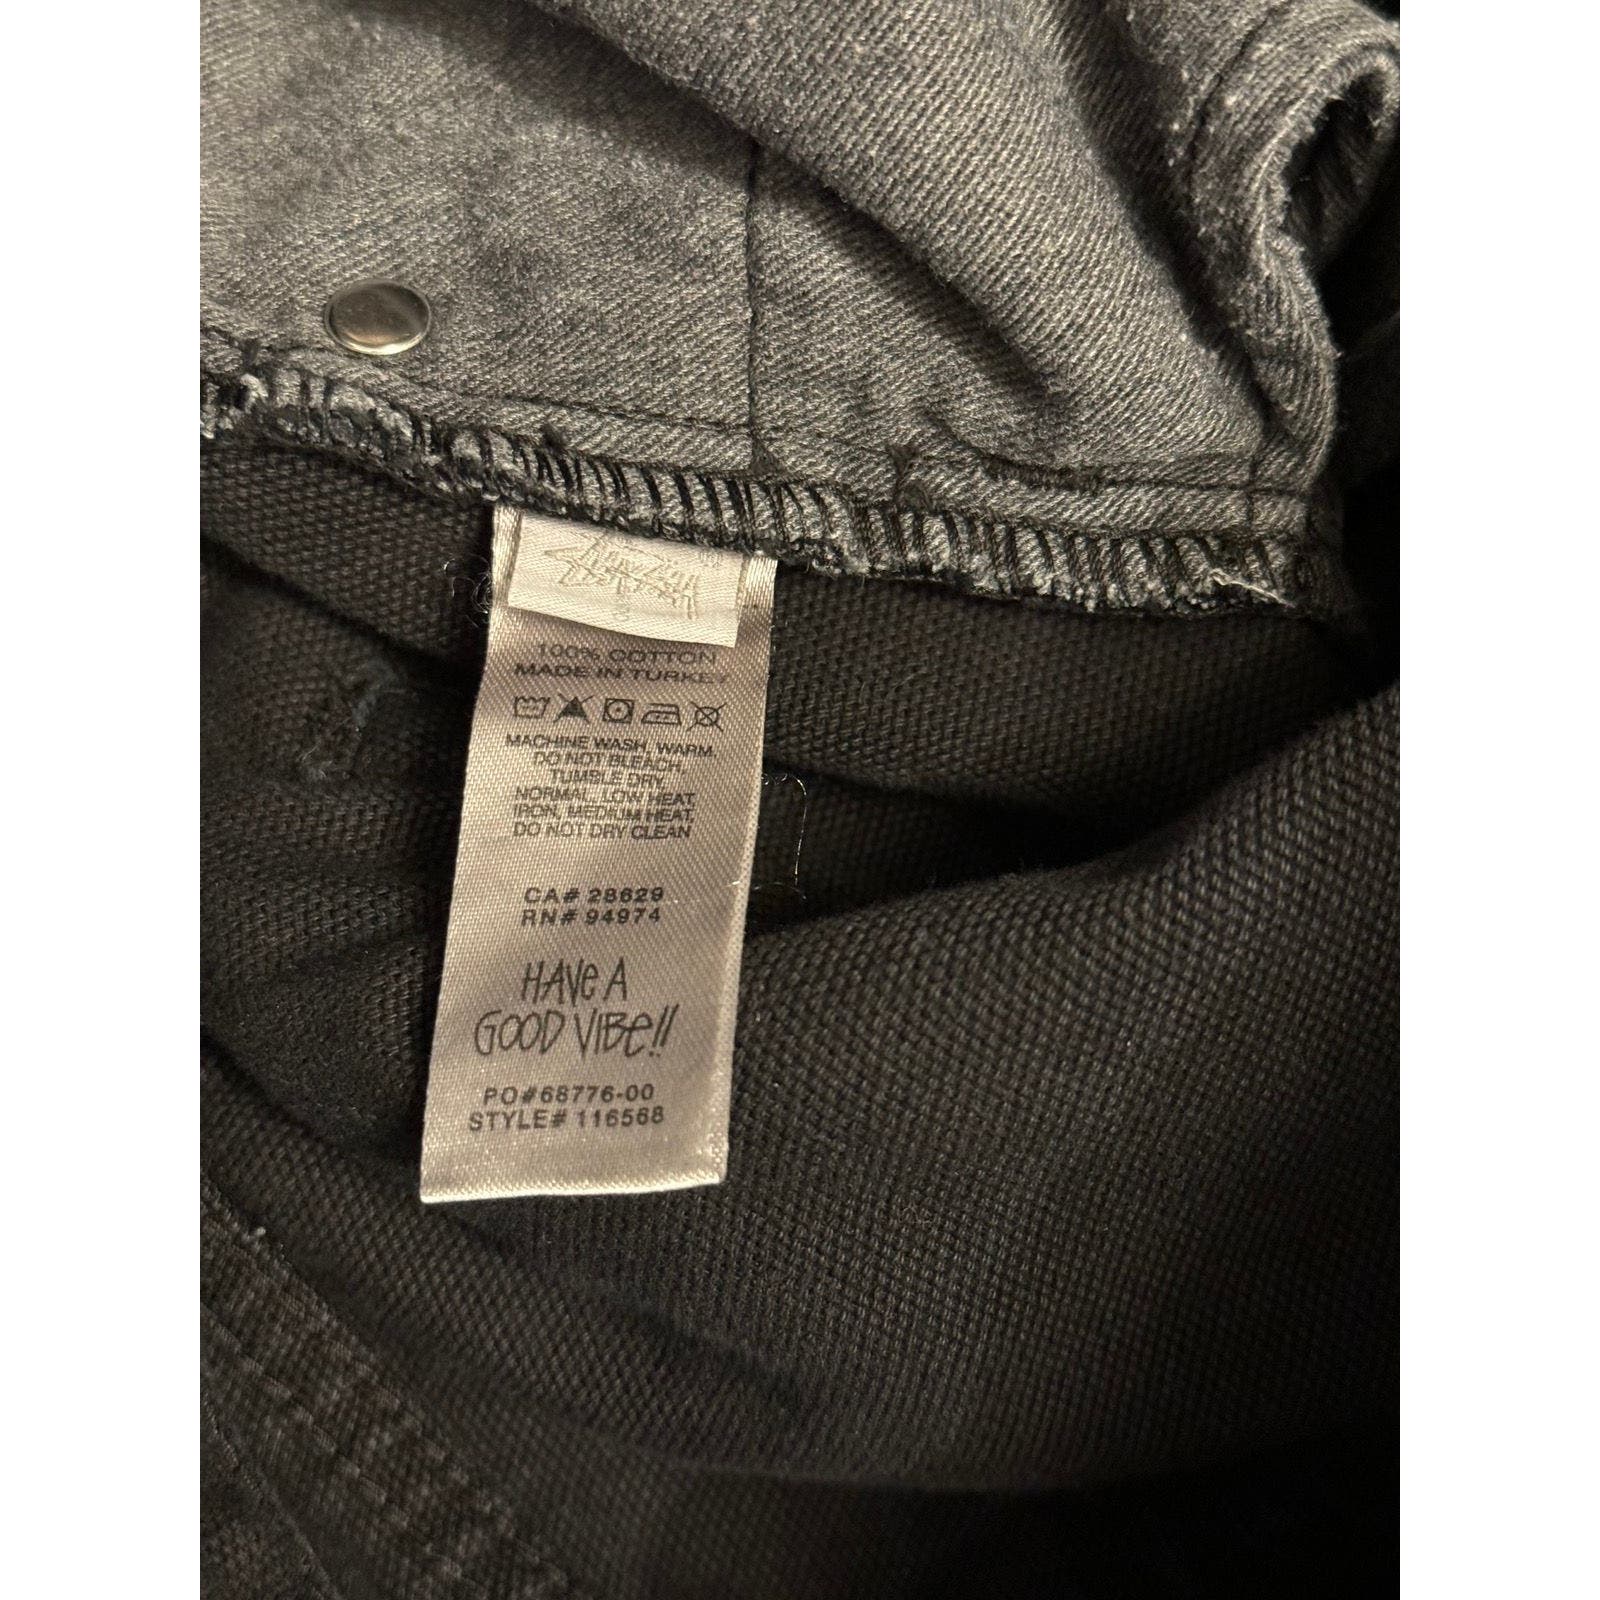 100% COTTON
MADE IN TURKEY
MACHINE WASH, WARM,
DO NOT BLEACH,
TUMBLE DRY
NORMAL, LOW HEAT,
IRON, MEDIUM HEAT,
DO NOT DRY CLEAN
CA# 28629
RN# 94974
HAVE A
GOOD VIBE!!
PO#68776-00
STYLE# 116568